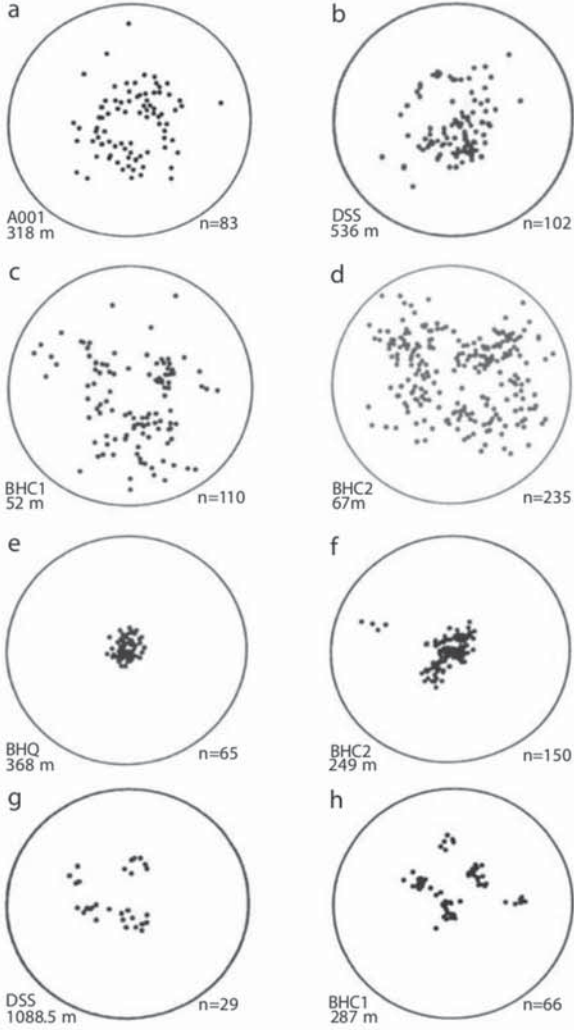 a
A001
318 m
n=83
b
DSS
536 m
n=102
c
BHC1
52 m
n=110
d
BHC2
67m
n=235
e
BHQ
368 m
n=65
f
BHC2
249 m
n=150
g
DSS
1088.5 m
n=29
h
BHC1
287 m
n=66